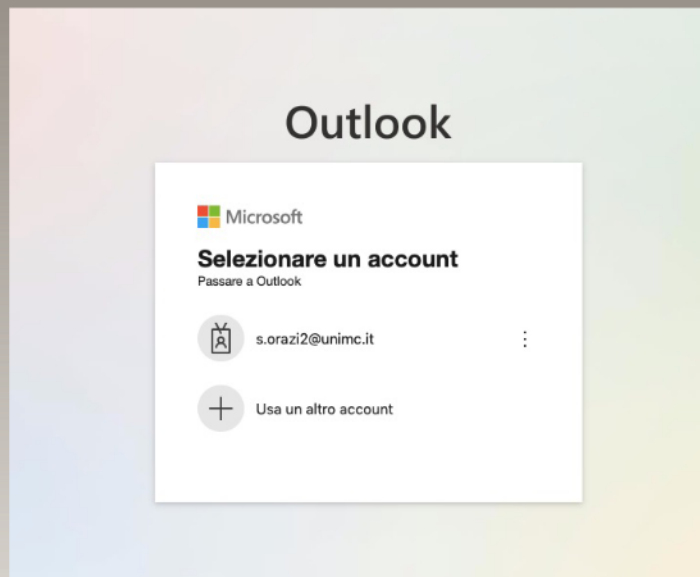 Outlook
Microsoft
Selezionare un account
Passare a Outlook
s.orazi2@unimc.it
Usa un altro account